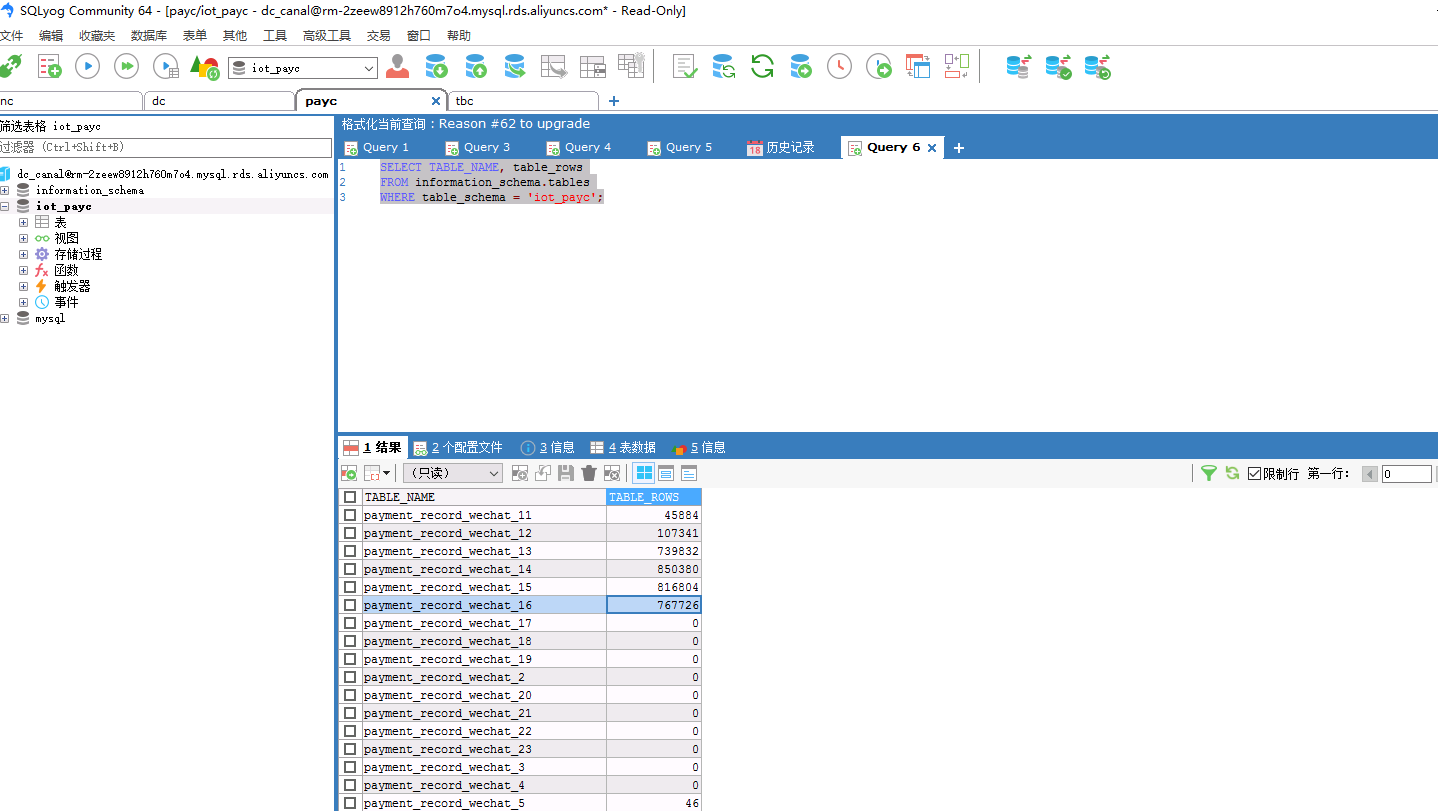 SQLyog Community 64 - [payc/iot_payc - dc_canal@rm-2zeew8912h760m7o4.mysql.rds.aliyuncs.com* - Read-Only]
文件 编辑 收藏夹 数据库 表单 其他 工具 高级工具 交易 窗口 帮助
iot_payc
nc dc payc tbc
筛选表格 iot_payc
过滤器 (Ctrl+Shift+B)
dc_canal@rm-2zeew8912h760m7o4.mysql.rds.aliyuncs.com
information_schema
iot_payc
表
视图
存储过程
函数
触发器
事件
mysql
格式化当前查询 : Reason #62 to upgrade
Query 1 Query 3 Query 4 Query 5 18 历史记录 Query 6
1 SELECT TABLE_NAME, table_rows
2 FROM information_schema.tables
3 WHERE table_schema = 'iot_payc';
1 结果 2 个配置文件 3 信息 4 表数据 5 信息
(只读) 限制行 第一行: 0
TABLE_NAME TABLE_ROWS
payment_record_wechat_11 45884
payment_record_wechat_12 107341
payment_record_wechat_13 739832
payment_record_wechat_14 850380
payment_record_wechat_15 816804
payment_record_wechat_16 767726
payment_record_wechat_17 0
payment_record_wechat_18 0
payment_record_wechat_19 0
payment_record_wechat_2 0
payment_record_wechat_20 0
payment_record_wechat_21 0
payment_record_wechat_22 0
payment_record_wechat_23 0
payment_record_wechat_3 0
payment_record_wechat_4 0
payment_record_wechat_5 46